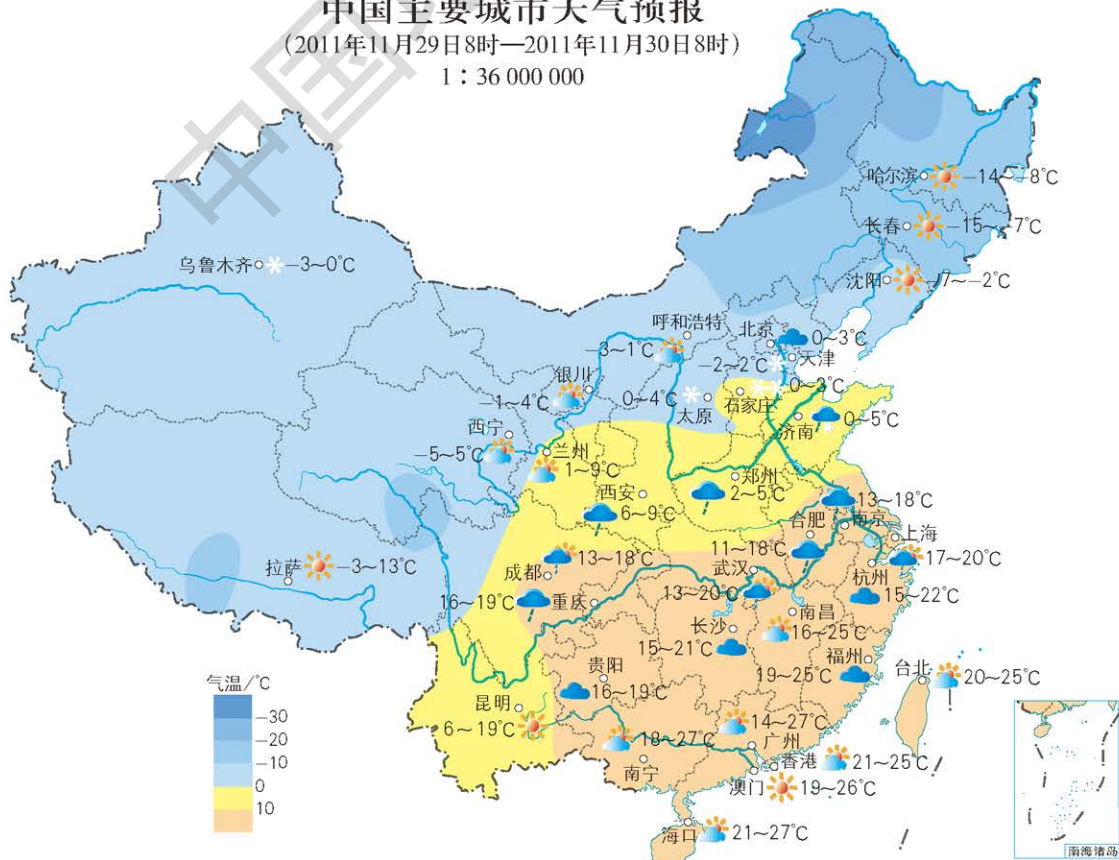 中国主要城市天气预报
(2011年11月29日8时—2011年11月30日8时)
1：36 000 000
中国
哈尔滨 -14~-8℃
长春 -15~-7℃
乌鲁木齐 -3~0℃
沈阳 -7~-2℃
呼和浩特
-3~1℃
北京 0~3℃
天津
-2~2℃
银川
-1~4℃
0~4℃
太原
石家庄
0~3℃
西宁
-5~5℃
济南 0~5℃
兰州
1~9℃
郑州
2~5℃
西安
6~9℃
13~18℃
南京
合肥
11~18℃
上海
17~20℃
拉萨 -3~13℃
成都 13~18℃
武汉
13~20℃
杭州
15~22℃
16~19℃ 重庆
南昌
16~25℃
长沙
15~21℃
福州
19~25℃
台北 20~25℃
贵阳
16~19℃
昆明
6~19℃
18~27℃
南宁
14~27℃
广州
香港 21~25℃
澳门 19~26℃
海口 21~27℃
气温/℃
-30
-20
-10
0
10
南海诸岛